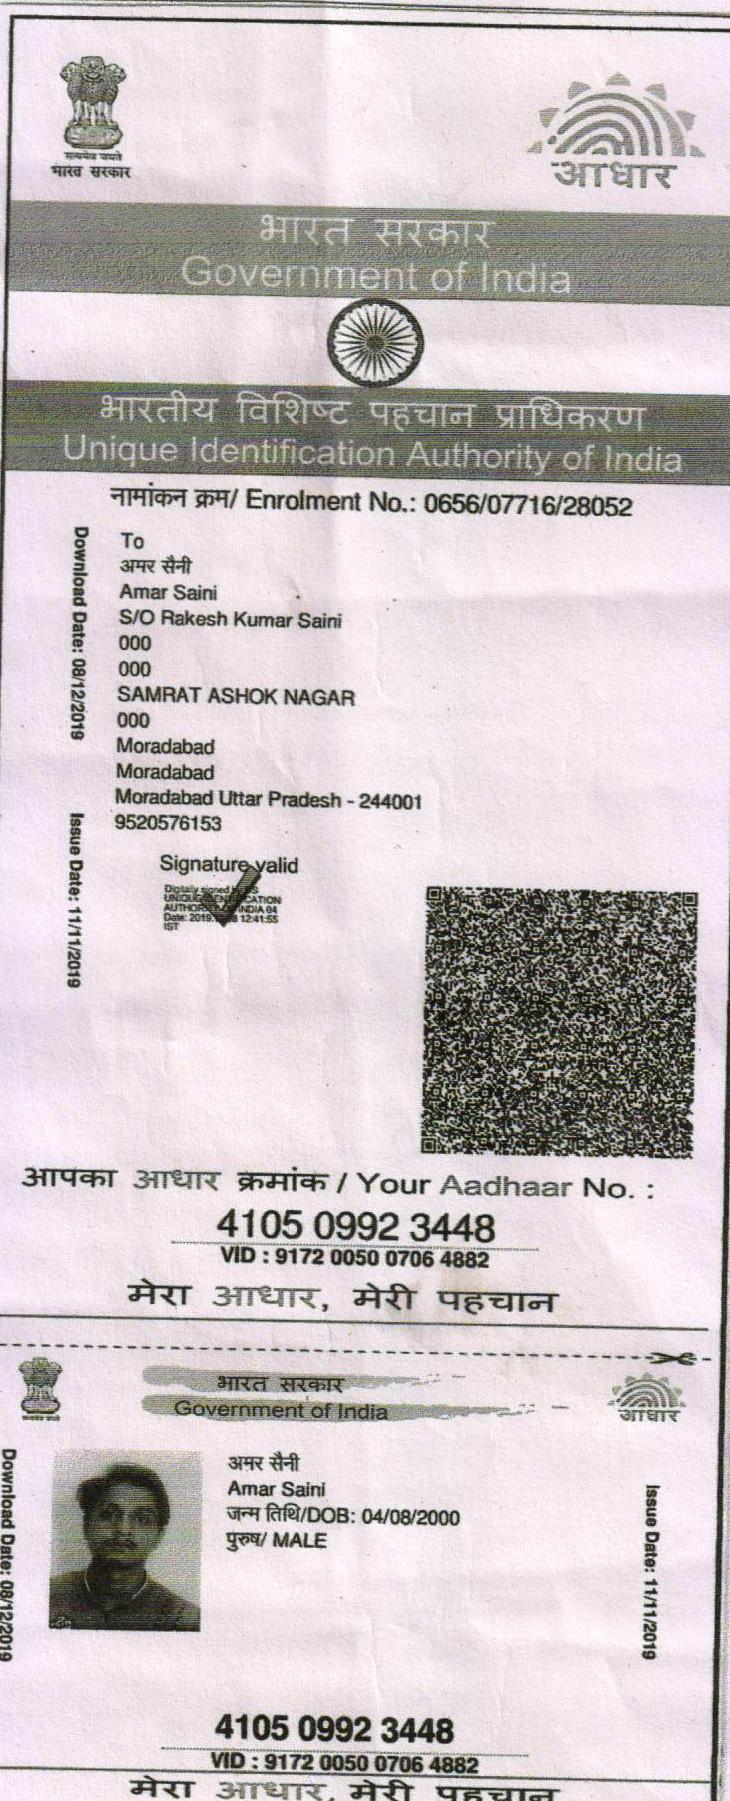 सत्यमेव जयते
भारत सरकार
आधार
भारत सरकार
Government of India
भारतीय विशिष्ट पहचान प्राधिकरण
Unique Identification Authority of India
नामांकन क्रम/ Enrolment No.: 0656/07716/28052
Download Date: 08/12/2019
Issue Date: 11/11/2019
To
अमर सैनी
Amar Saini
S/O Rakesh Kumar Saini
000
000
SAMRAT ASHOK NAGAR
000
Moradabad
Moradabad
Moradabad Uttar Pradesh - 244001
9520576153
Signature valid
Digitally signed
UNIQUE
AUTHORITY INDIA 04
Date: 2019 12:41:55
IST
आपका आधार क्रमांक / Your Aadhaar No. :
4105 0992 3448
VID : 9172 0050 0706 4882
मेरा आधार, मेरी पहचान
भारत सरकार
Government of India
आधार
Download Date: 08/12/2019
अमर सैनी
Amar Saini
जन्म तिथि/DOB: 04/08/2000
पुरुष/ MALE
Issue Date: 11/11/2019
4105 0992 3448
VID : 9172 0050 0706 4882
मेरा आधार, मेरी पहचान